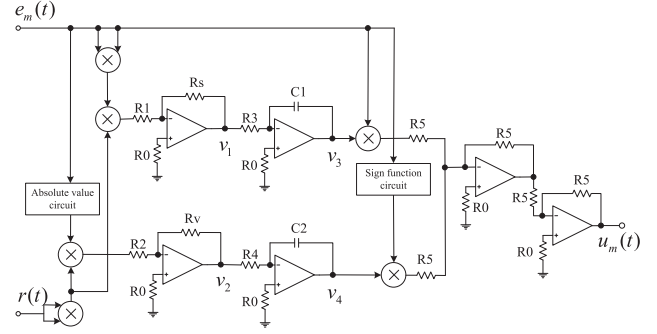 e_m(t)
Rs
R1
R3
C1
R5
R0
v_1
R0
v_3
R5
R5
R5
R0
R0
u_m(t)
Absolute value
circuit
Sign function
circuit
Rv
R2
R4
C2
R5
R0
v_2
R0
v_4
r(t)